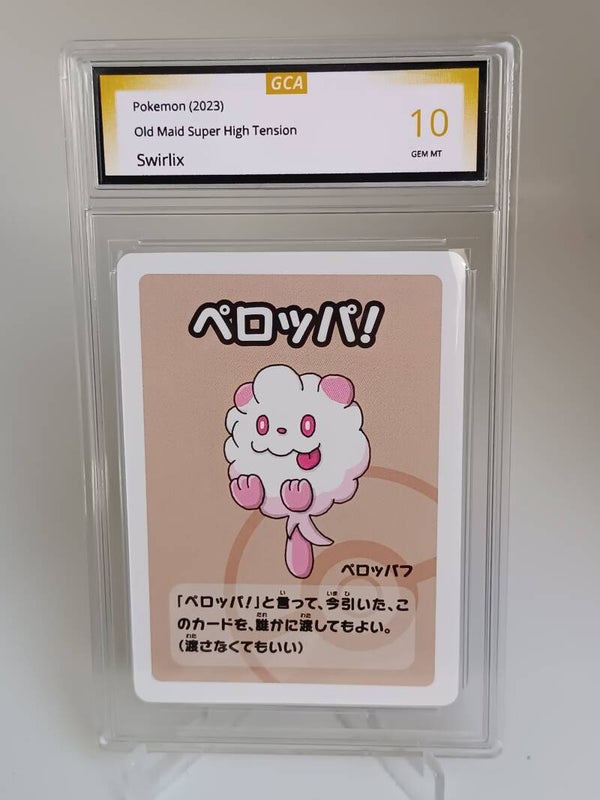 GCA
Pokemon (2023)
Old Maid Super High Tension
Swirlix
10
GEM MT
ペロッパ!
ペロッパフ
「ペロッパ!」と言って、今引いた、こ
のカードを、誰かに渡してもよい。
(渡さなくてもいい)